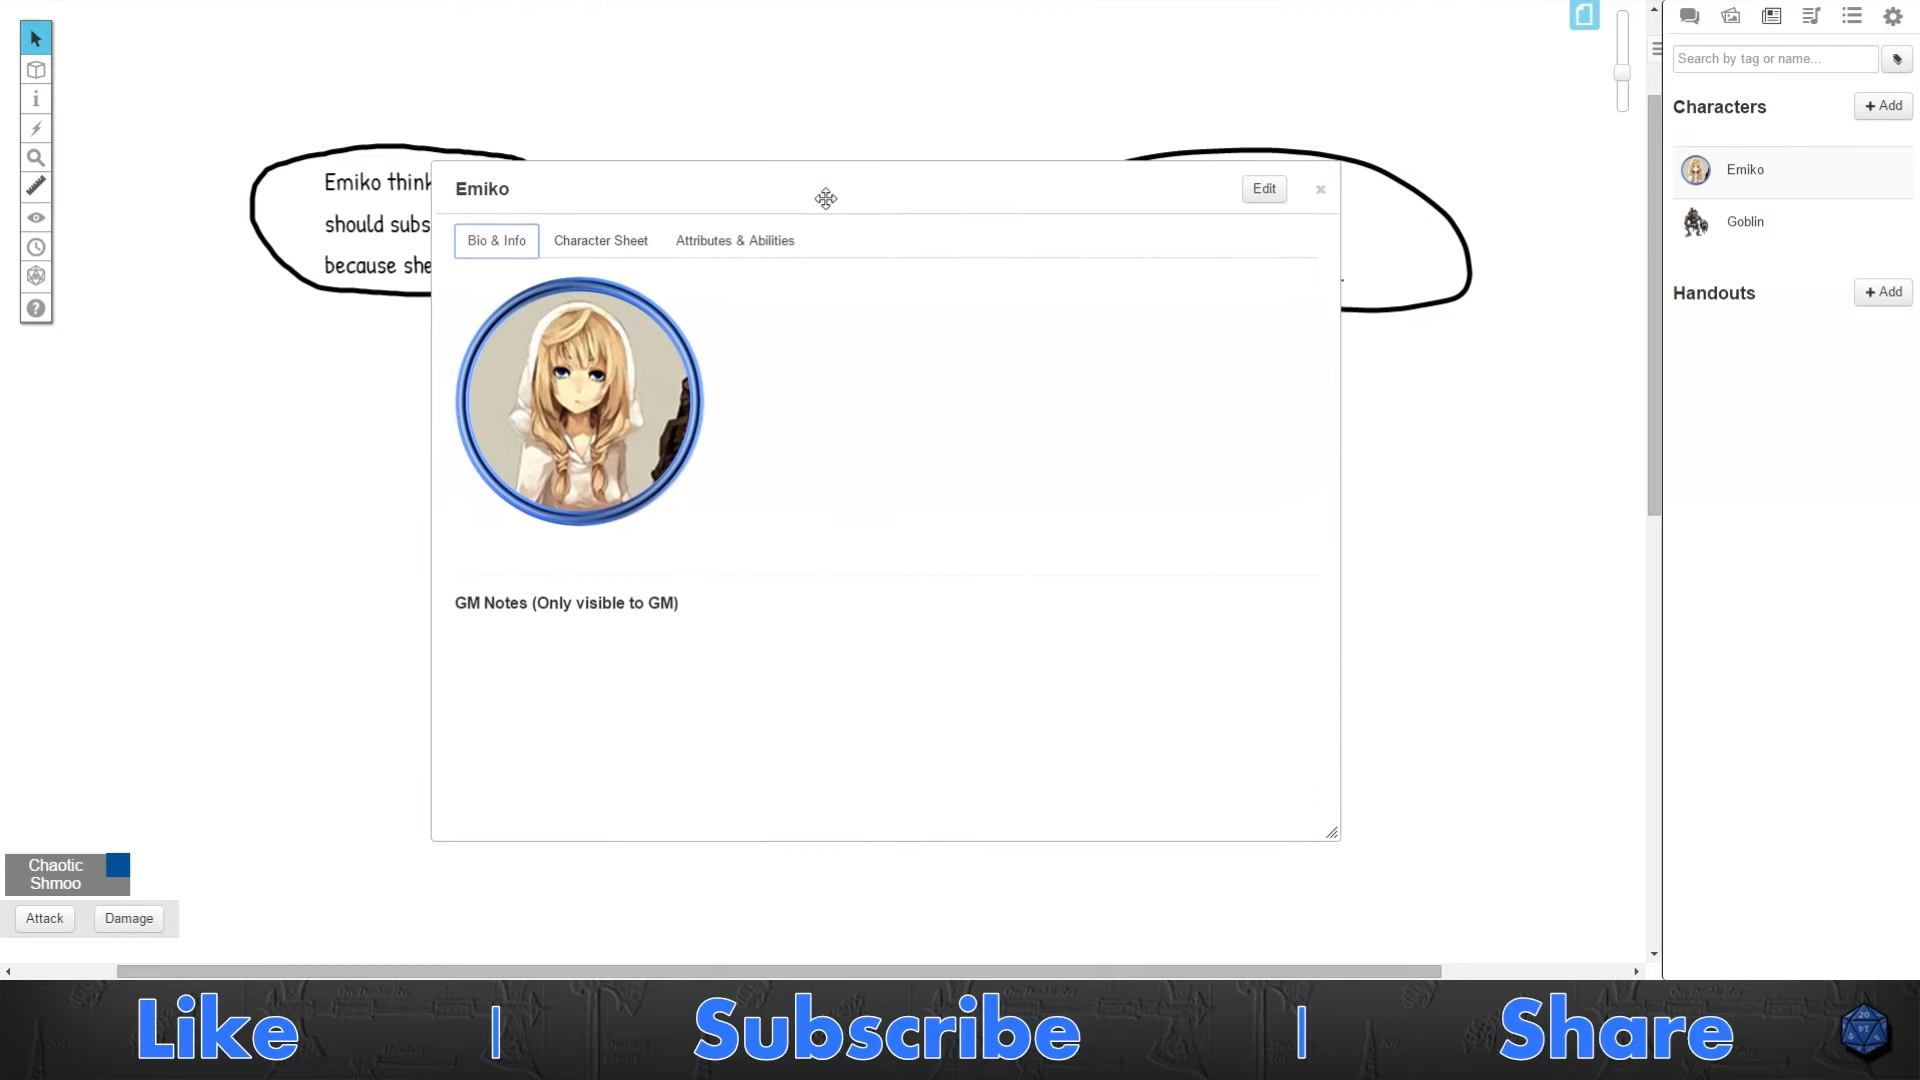 Search by tag or name...
Characters
+ Add
Emiko
Goblin
Handouts
+ Add
Emiko think
should subs
because she
Emiko
Edit
Bio & Info
Character Sheet
Attributes & Abilities
GM Notes (Only visible to GM)
Chaotic
Shmoo
Attack
Damage
Like | Subscribe | Share